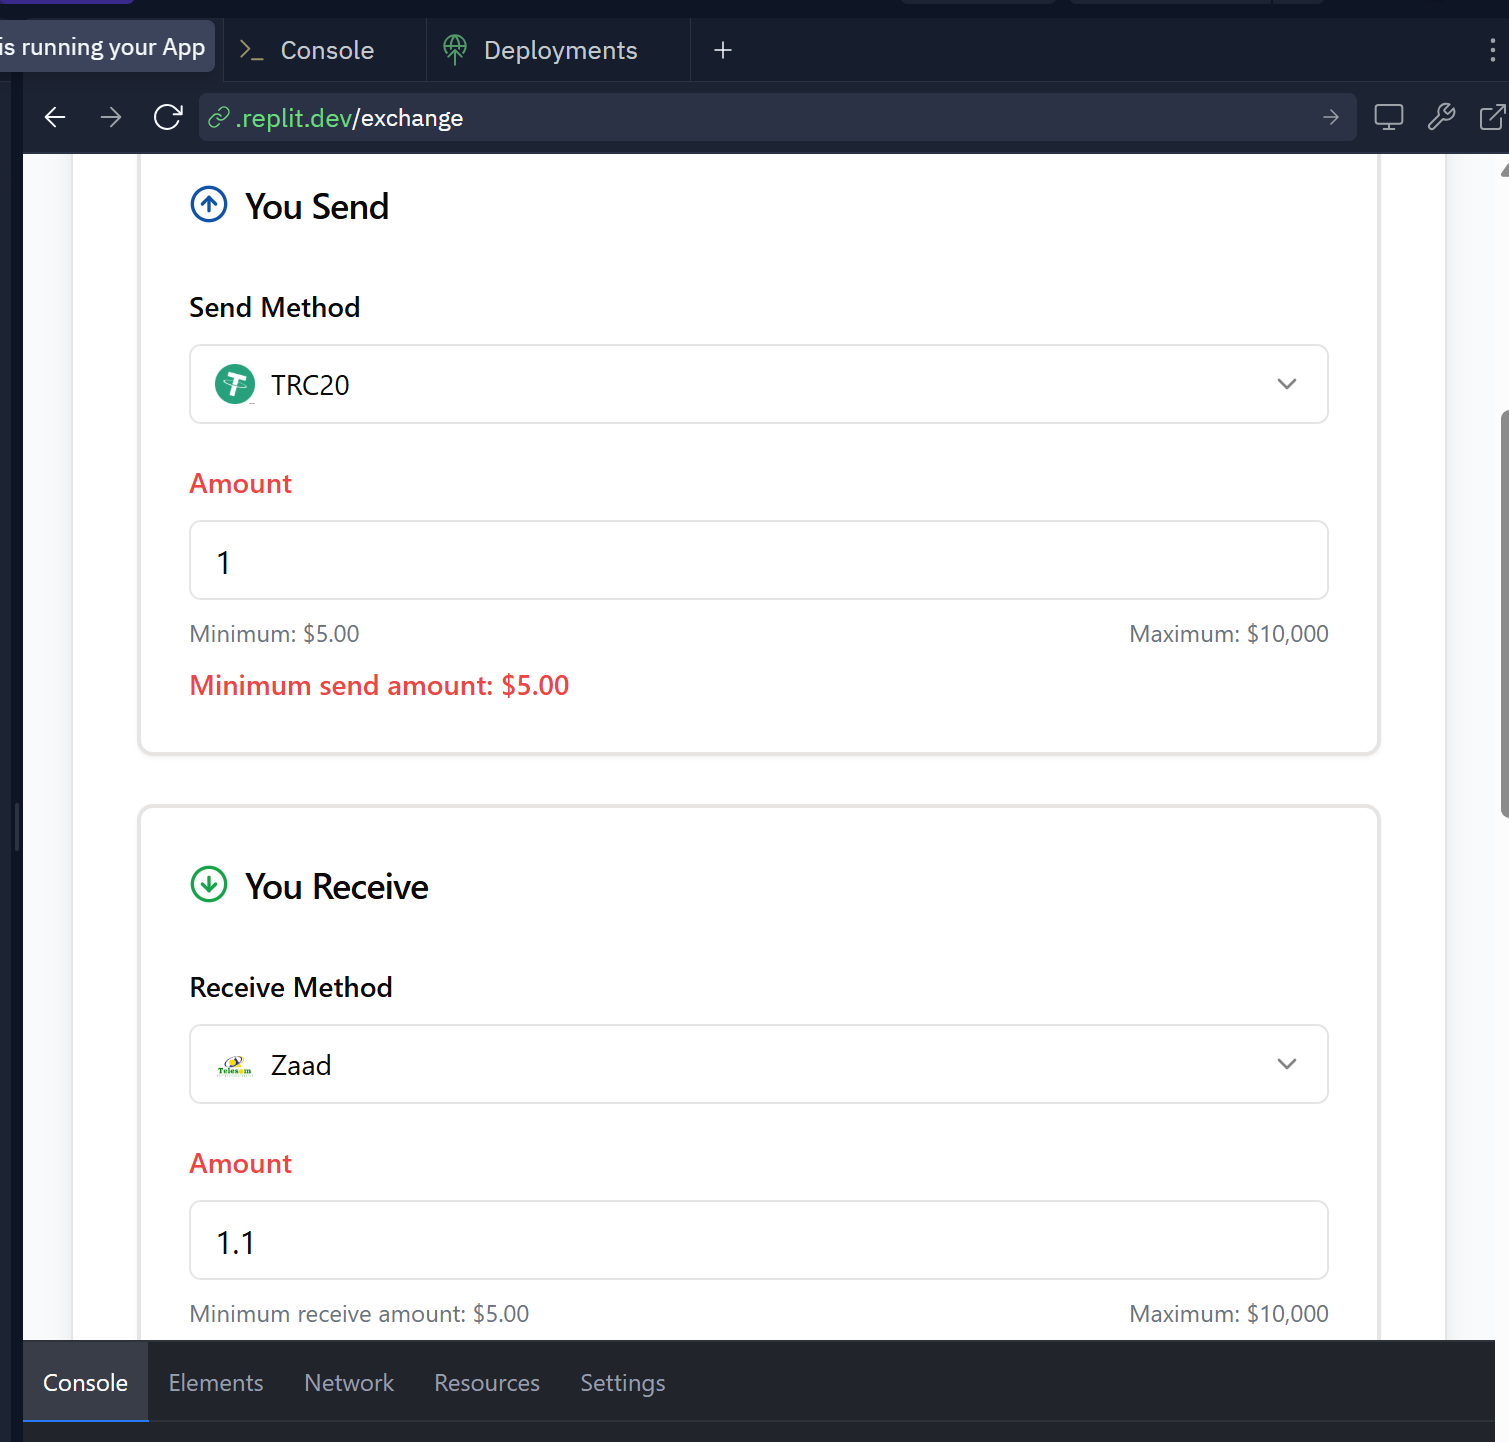 is running your App
Console
Deployments
.replit.dev/exchange
You Send
Send Method
TRC20
Amount
1
Minimum: $5.00
Maximum: $10,000
Minimum send amount: $5.00
You Receive
Receive Method
Telesom
Zaad
Amount
1.1
Minimum receive amount: $5.00
Maximum: $10,000
Console
Elements
Network
Resources
Settings